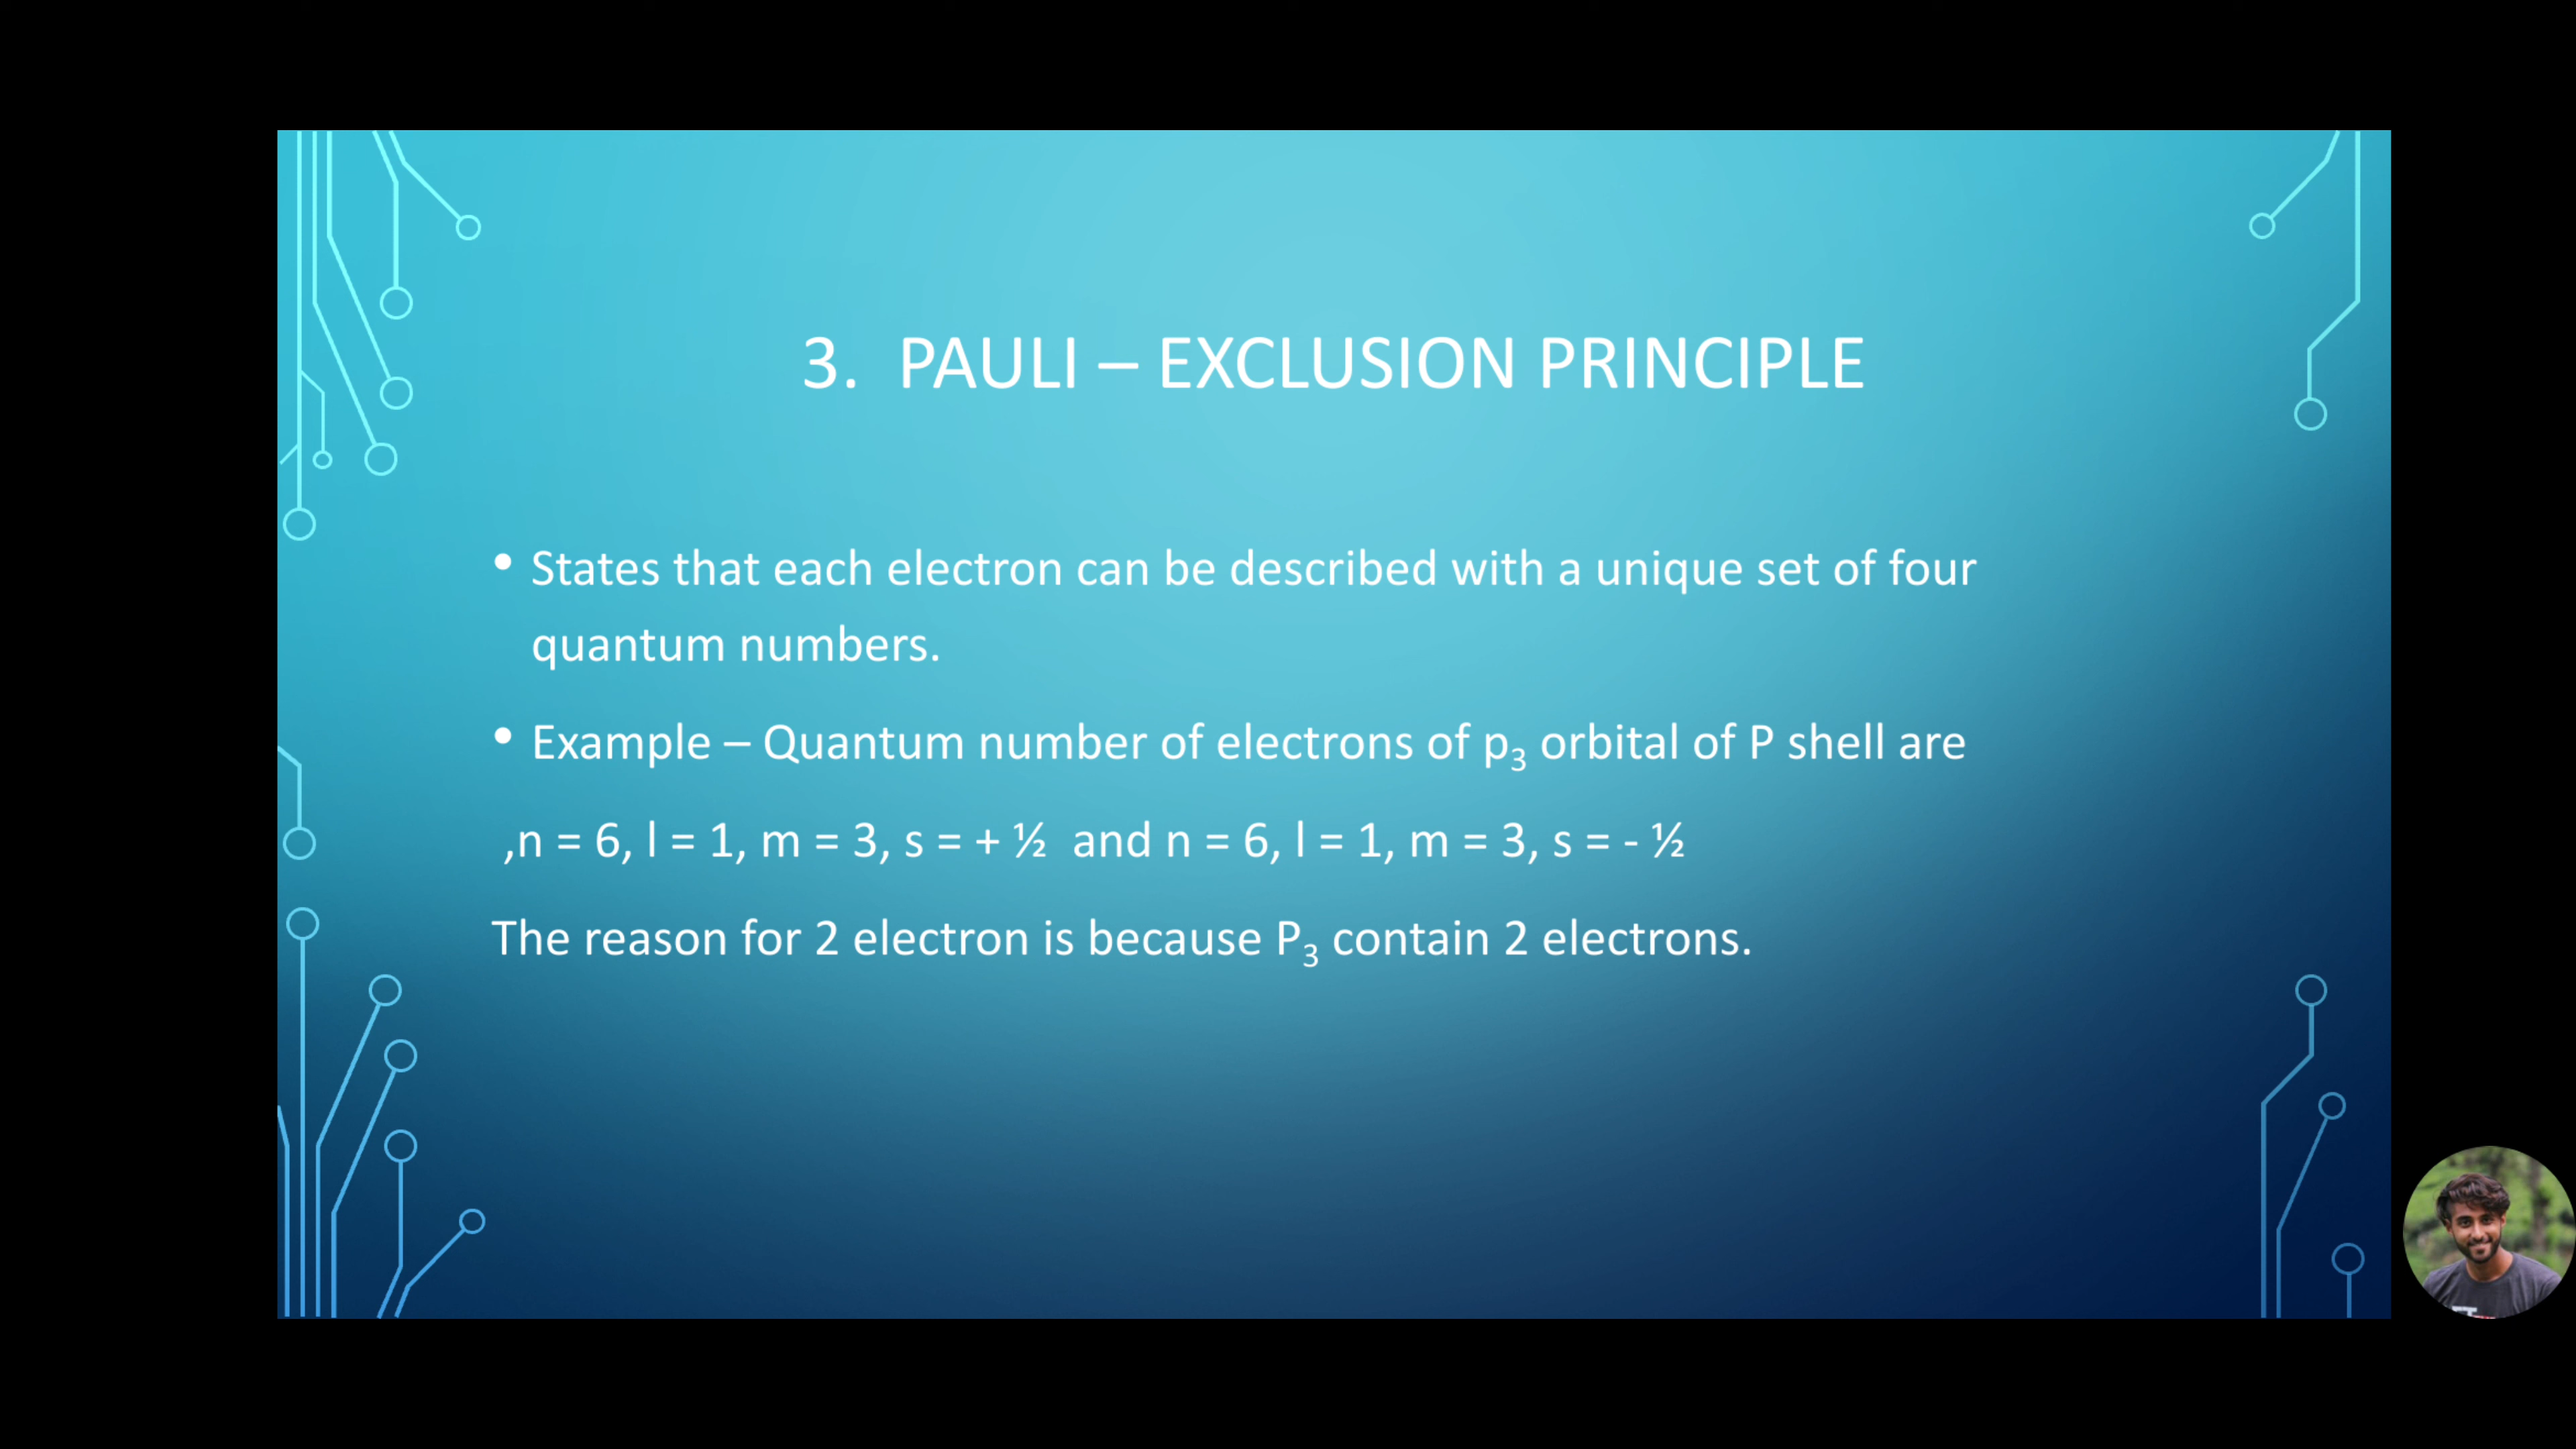 3. PAULI – EXCLUSION PRINCIPLE
• States that each electron can be described with a unique set of four
quantum numbers.
• Example – Quantum number of electrons of p₃ orbital of P shell are
,n = 6, l = 1, m = 3, s = + ½ and n = 6, l = 1, m = 3, s = - ½
The reason for 2 electron is because P₃ contain 2 electrons.